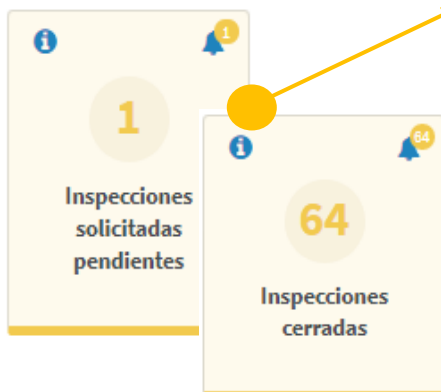 1
1
Inspecciones
solicitadas
pendientes
64
64
Inspecciones
cerradas